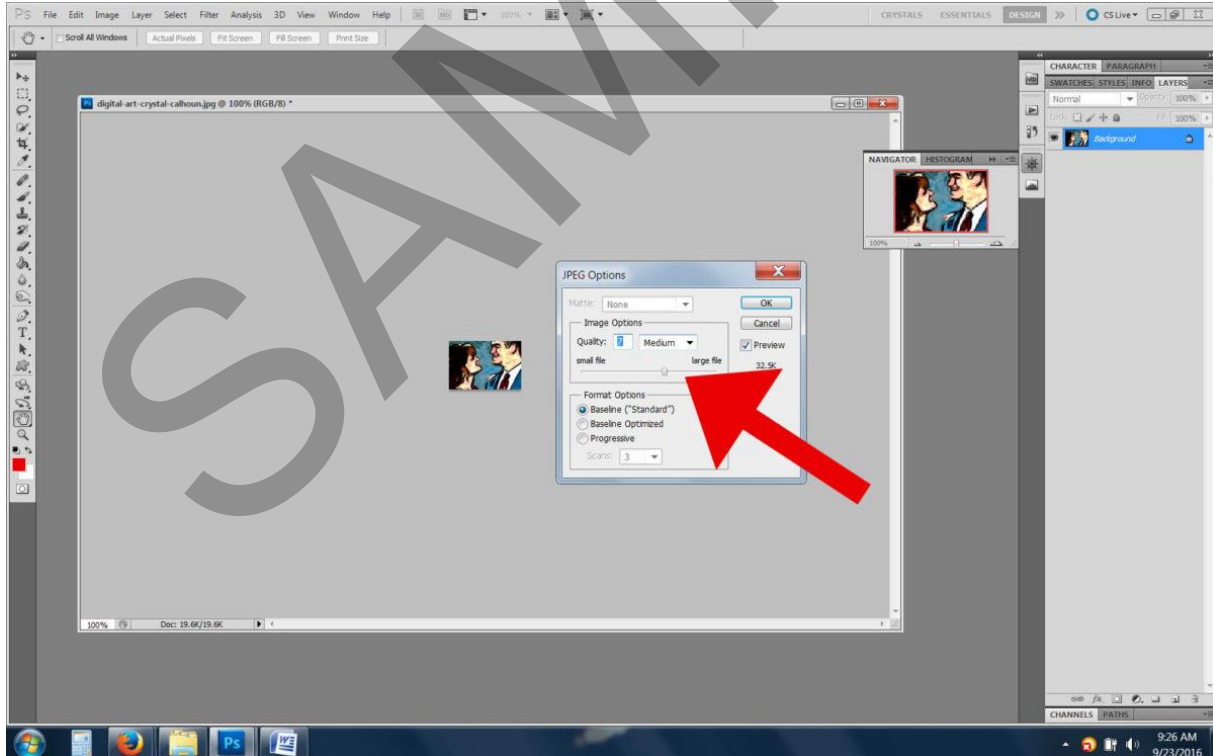 PS File Edit Image Layer Select Filter Analysis 3D View Window Help 100% CRYSTALS ESSENTIALS DESIGN CS Live
Scroll All Windows Actual Pixels Fit Screen Fill Screen Print Size
CHARACTER PARAGRAPH
SWATCHES STYLES INFO LAYERS
Normal Opacity: 100%
Lock: Fill: 100%
Background
digital-art-crystal-calhoun.jpg @ 100% (RGB/8) *
NAVIGATOR HISTOGRAM
100%
JPEG Options
Matte: None OK
Image Options Cancel
Quality: 7 Medium Preview
small file large file 32.5K
Format Options
Baseline ("Standard")
Baseline Optimized
Progressive
Scans: 3
100% Doc: 19.6K/19.6K
CHANNELS PATHS
Ps W
9:26 AM
9/23/2016